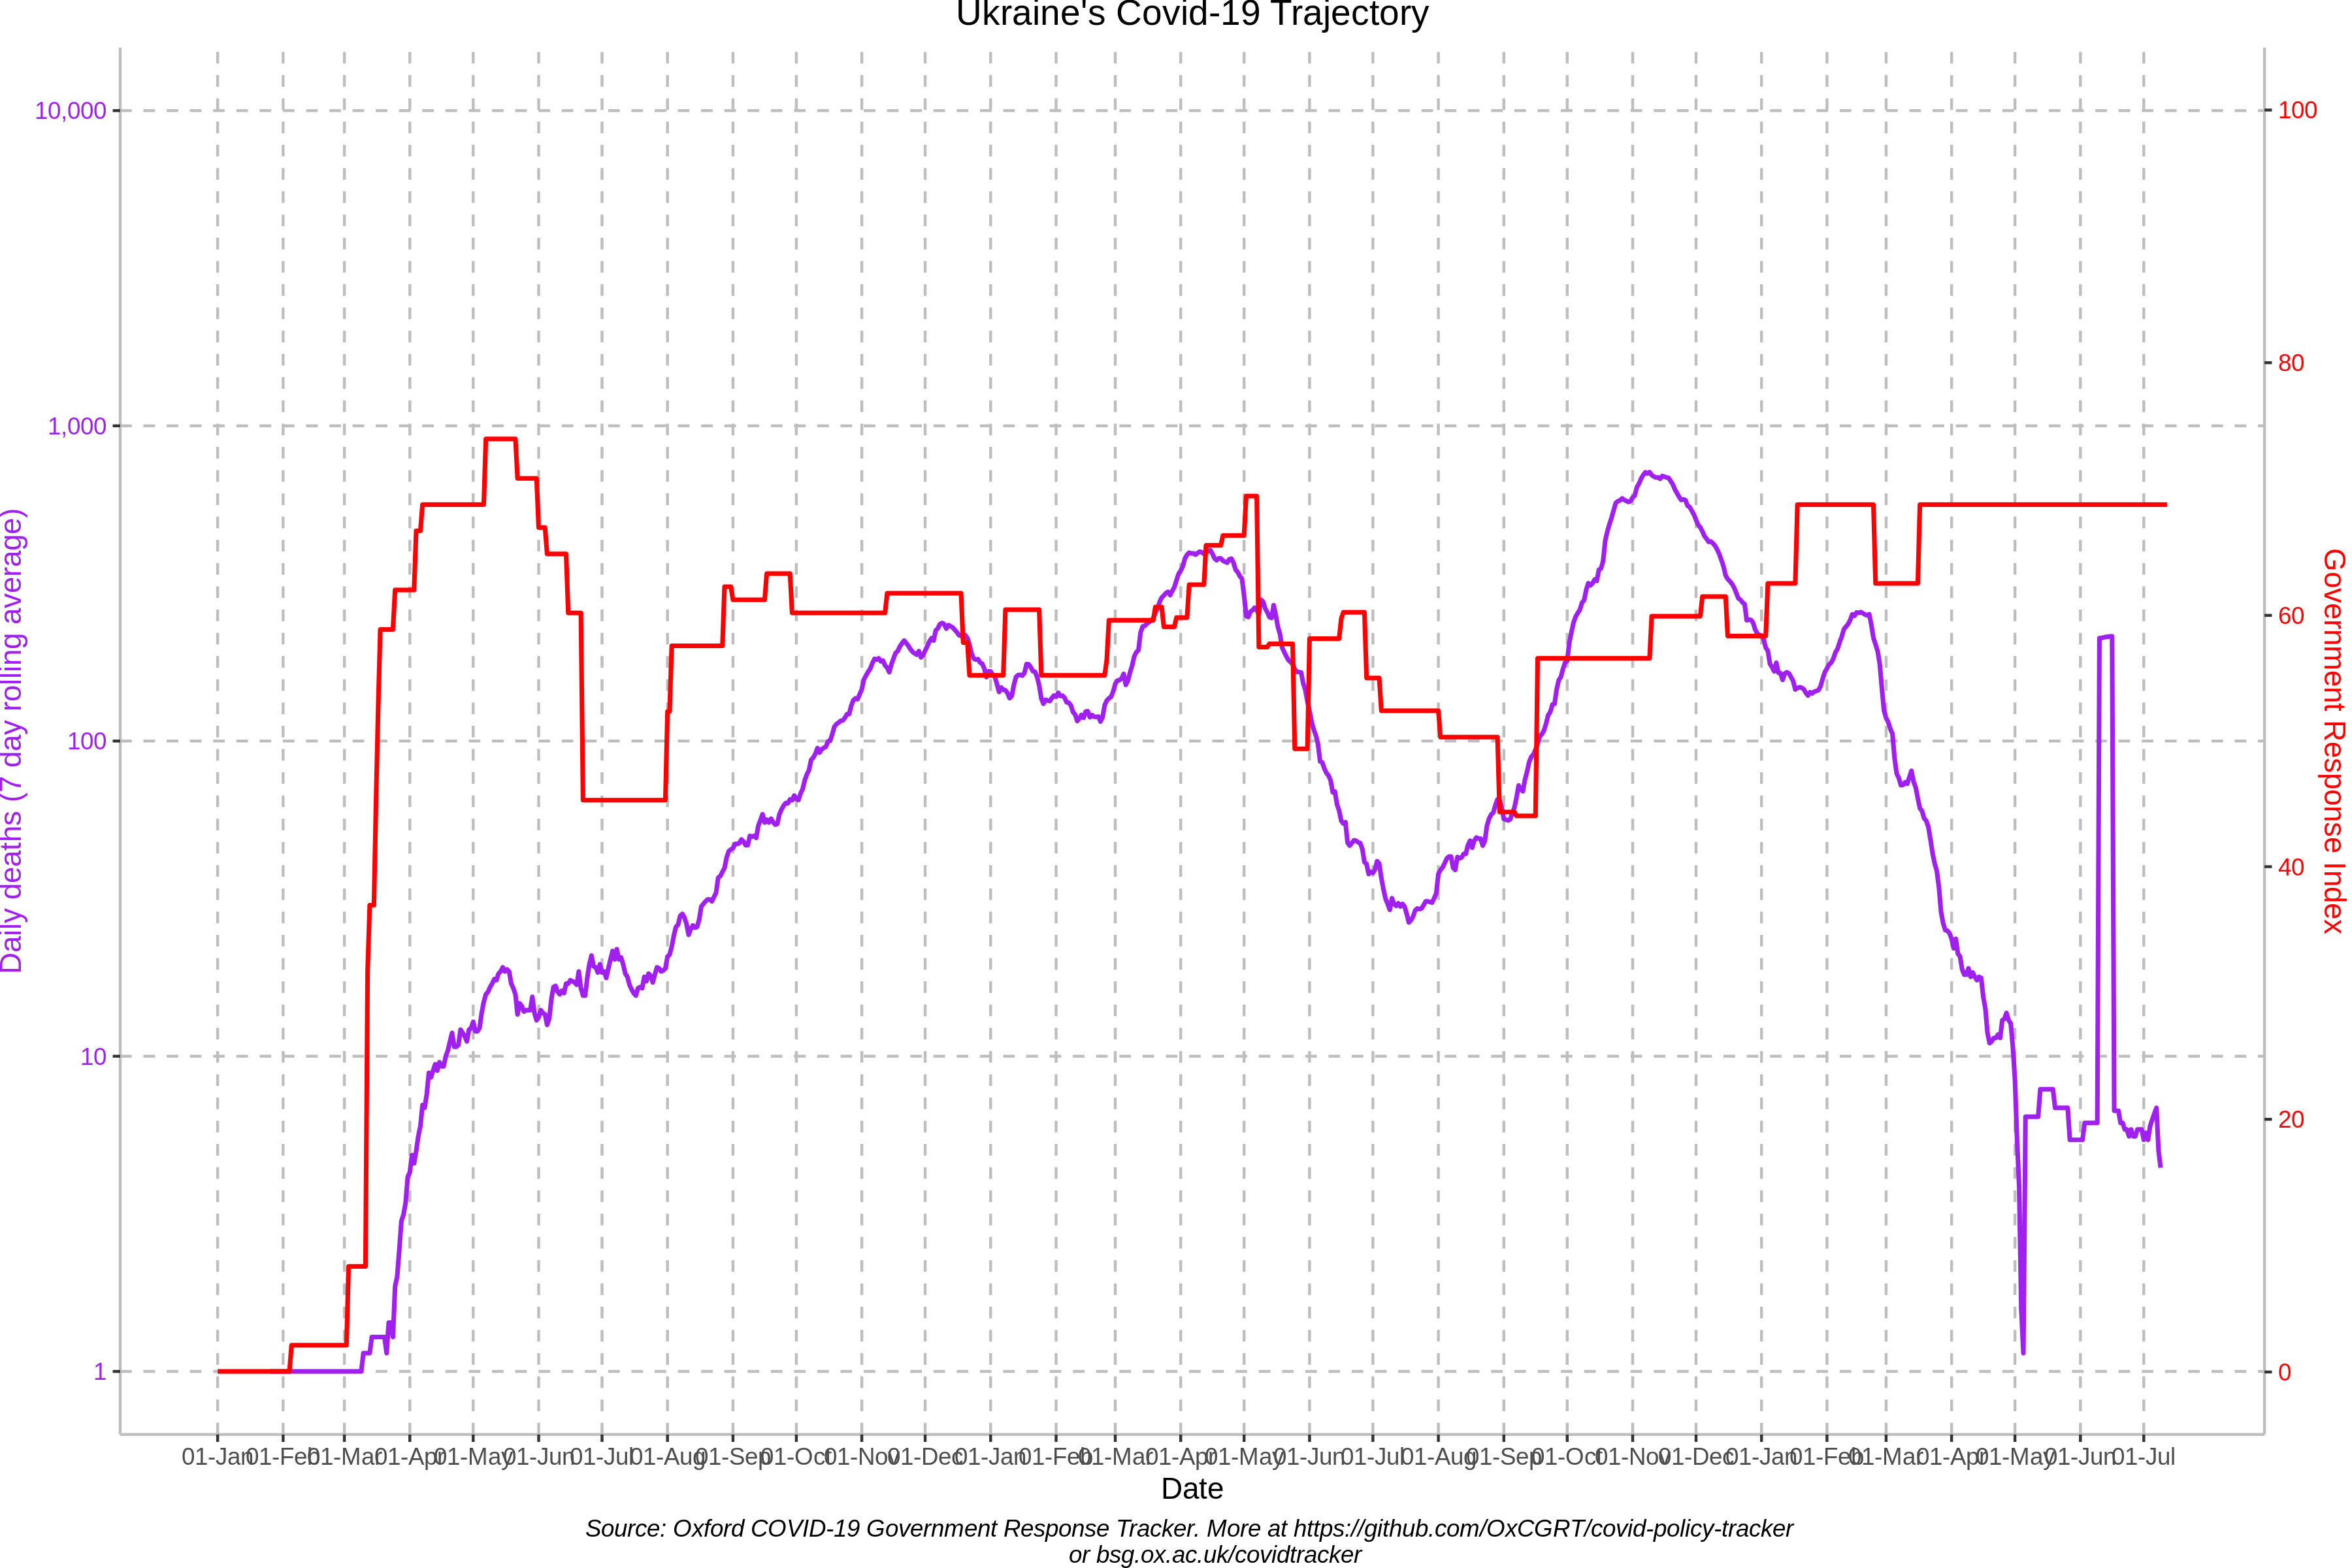 Ukraine's Covid-19 Trajectory
10,000
1,000
100
10
1
Daily deaths (7 day rolling average)
100
80
60
40
20
0
Government Response Index
01-Jan 01-Feb 01-Mar 01-Apr 01-May 01-Jun 01-Jul 01-Aug 01-Sep 01-Oct 01-Nov 01-Dec 01-Jan 01-Feb 01-Mar 01-Apr 01-May 01-Jun 01-Jul 01-Aug 01-Sep 01-Oct 01-Nov 01-Dec 01-Jan 01-Feb 01-Mar 01-Apr 01-May 01-Jun 01-Jul
Date
Source: Oxford COVID-19 Government Response Tracker. More at https://github.com/OxCGRT/covid-policy-tracker
or bsg.ox.ac.uk/covidtracker